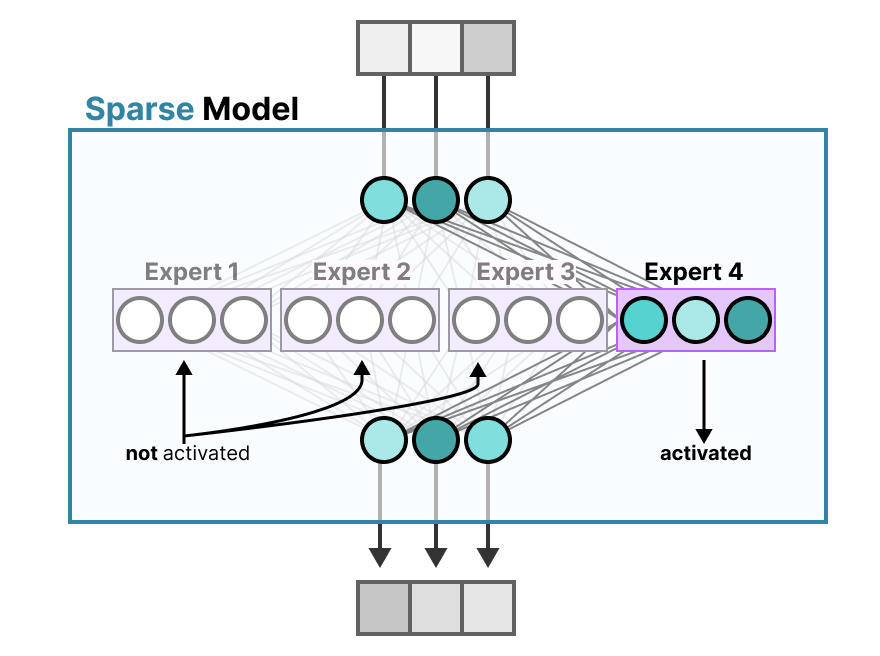 Sparse Model
Expert 1
Expert 2
Expert 3
Expert 4
not activated
activated